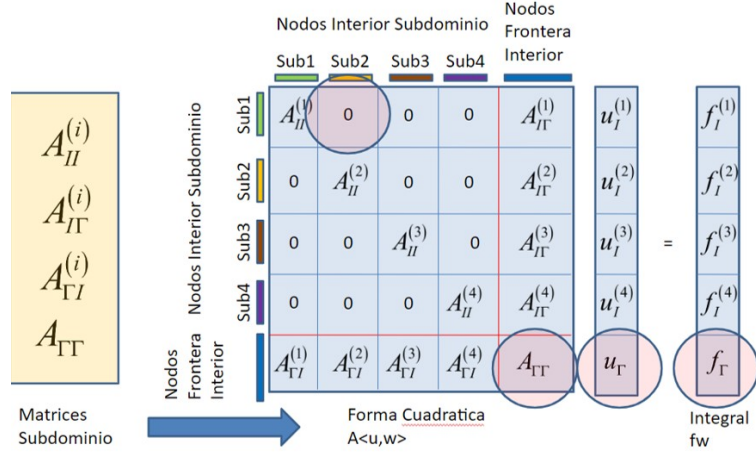 Nodos Interior Subdominio
Nodos
Frontera
Interior
Sub1 Sub2 Sub3 Sub4
Nodos Interior Subdominio
Sub1
Sub2
Sub3
Sub4
Nodos
Frontera
Interior
A_{II}^{(i)}
A_{IΓ}^{(i)}
A_{ΓI}^{(i)}
A_{ΓΓ}
A_{II}^{(1)} 0 0 0 A_{IΓ}^{(1)} u_I^{(1)} f_I^{(1)}
0 A_{II}^{(2)} 0 0 A_{IΓ}^{(2)} u_I^{(2)} f_I^{(2)}
0 0 A_{II}^{(3)} 0 A_{IΓ}^{(3)} u_I^{(3)} = f_I^{(3)}
0 0 0 A_{II}^{(4)} A_{IΓ}^{(4)} u_I^{(4)} f_I^{(4)}
A_{ΓI}^{(1)} A_{ΓI}^{(2)} A_{ΓI}^{(3)} A_{ΓI}^{(4)} A_{ΓΓ} u_Γ f_Γ
Matrices
Subdominio
Forma Cuadratica
A<u,w>
Integral
fw